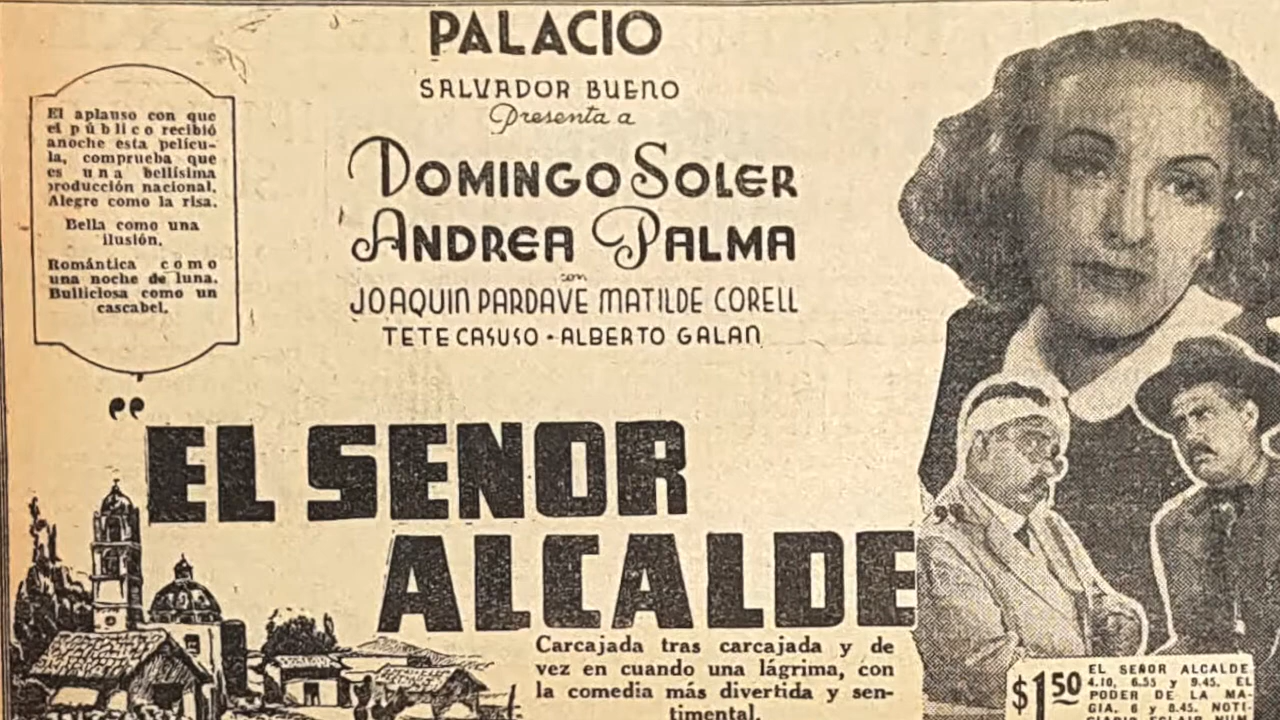 PALACIO
SALVADOR BUENO
Presenta a
DOMINGO SOLER
ANDREA PALMA
con
JOAQUIN PARDAVE MATILDE CORELL
TETE CASUSO - ALBERTO GALAN
El aplauso con que
el público recibió
anoche esta pelícu-
la, comprueba que
es una bellísima
producción nacional.
Alegre como la risa.
Bella como una
ilusión.
Romántica como
una noche de luna.
Bulliciosa como un
cascabel.
"EL SENOR
ALCALDE"
Carcajada tras carcajada y de
vez en cuando una lágrima, con
la comedia más divertida y sen-
timental.
$1.50
EL SEÑOR ALCALDE
4.10, 6.55 y 9.45. EL
PODER DE LA MA-
GIA. 6 y 8.45. NOTI-